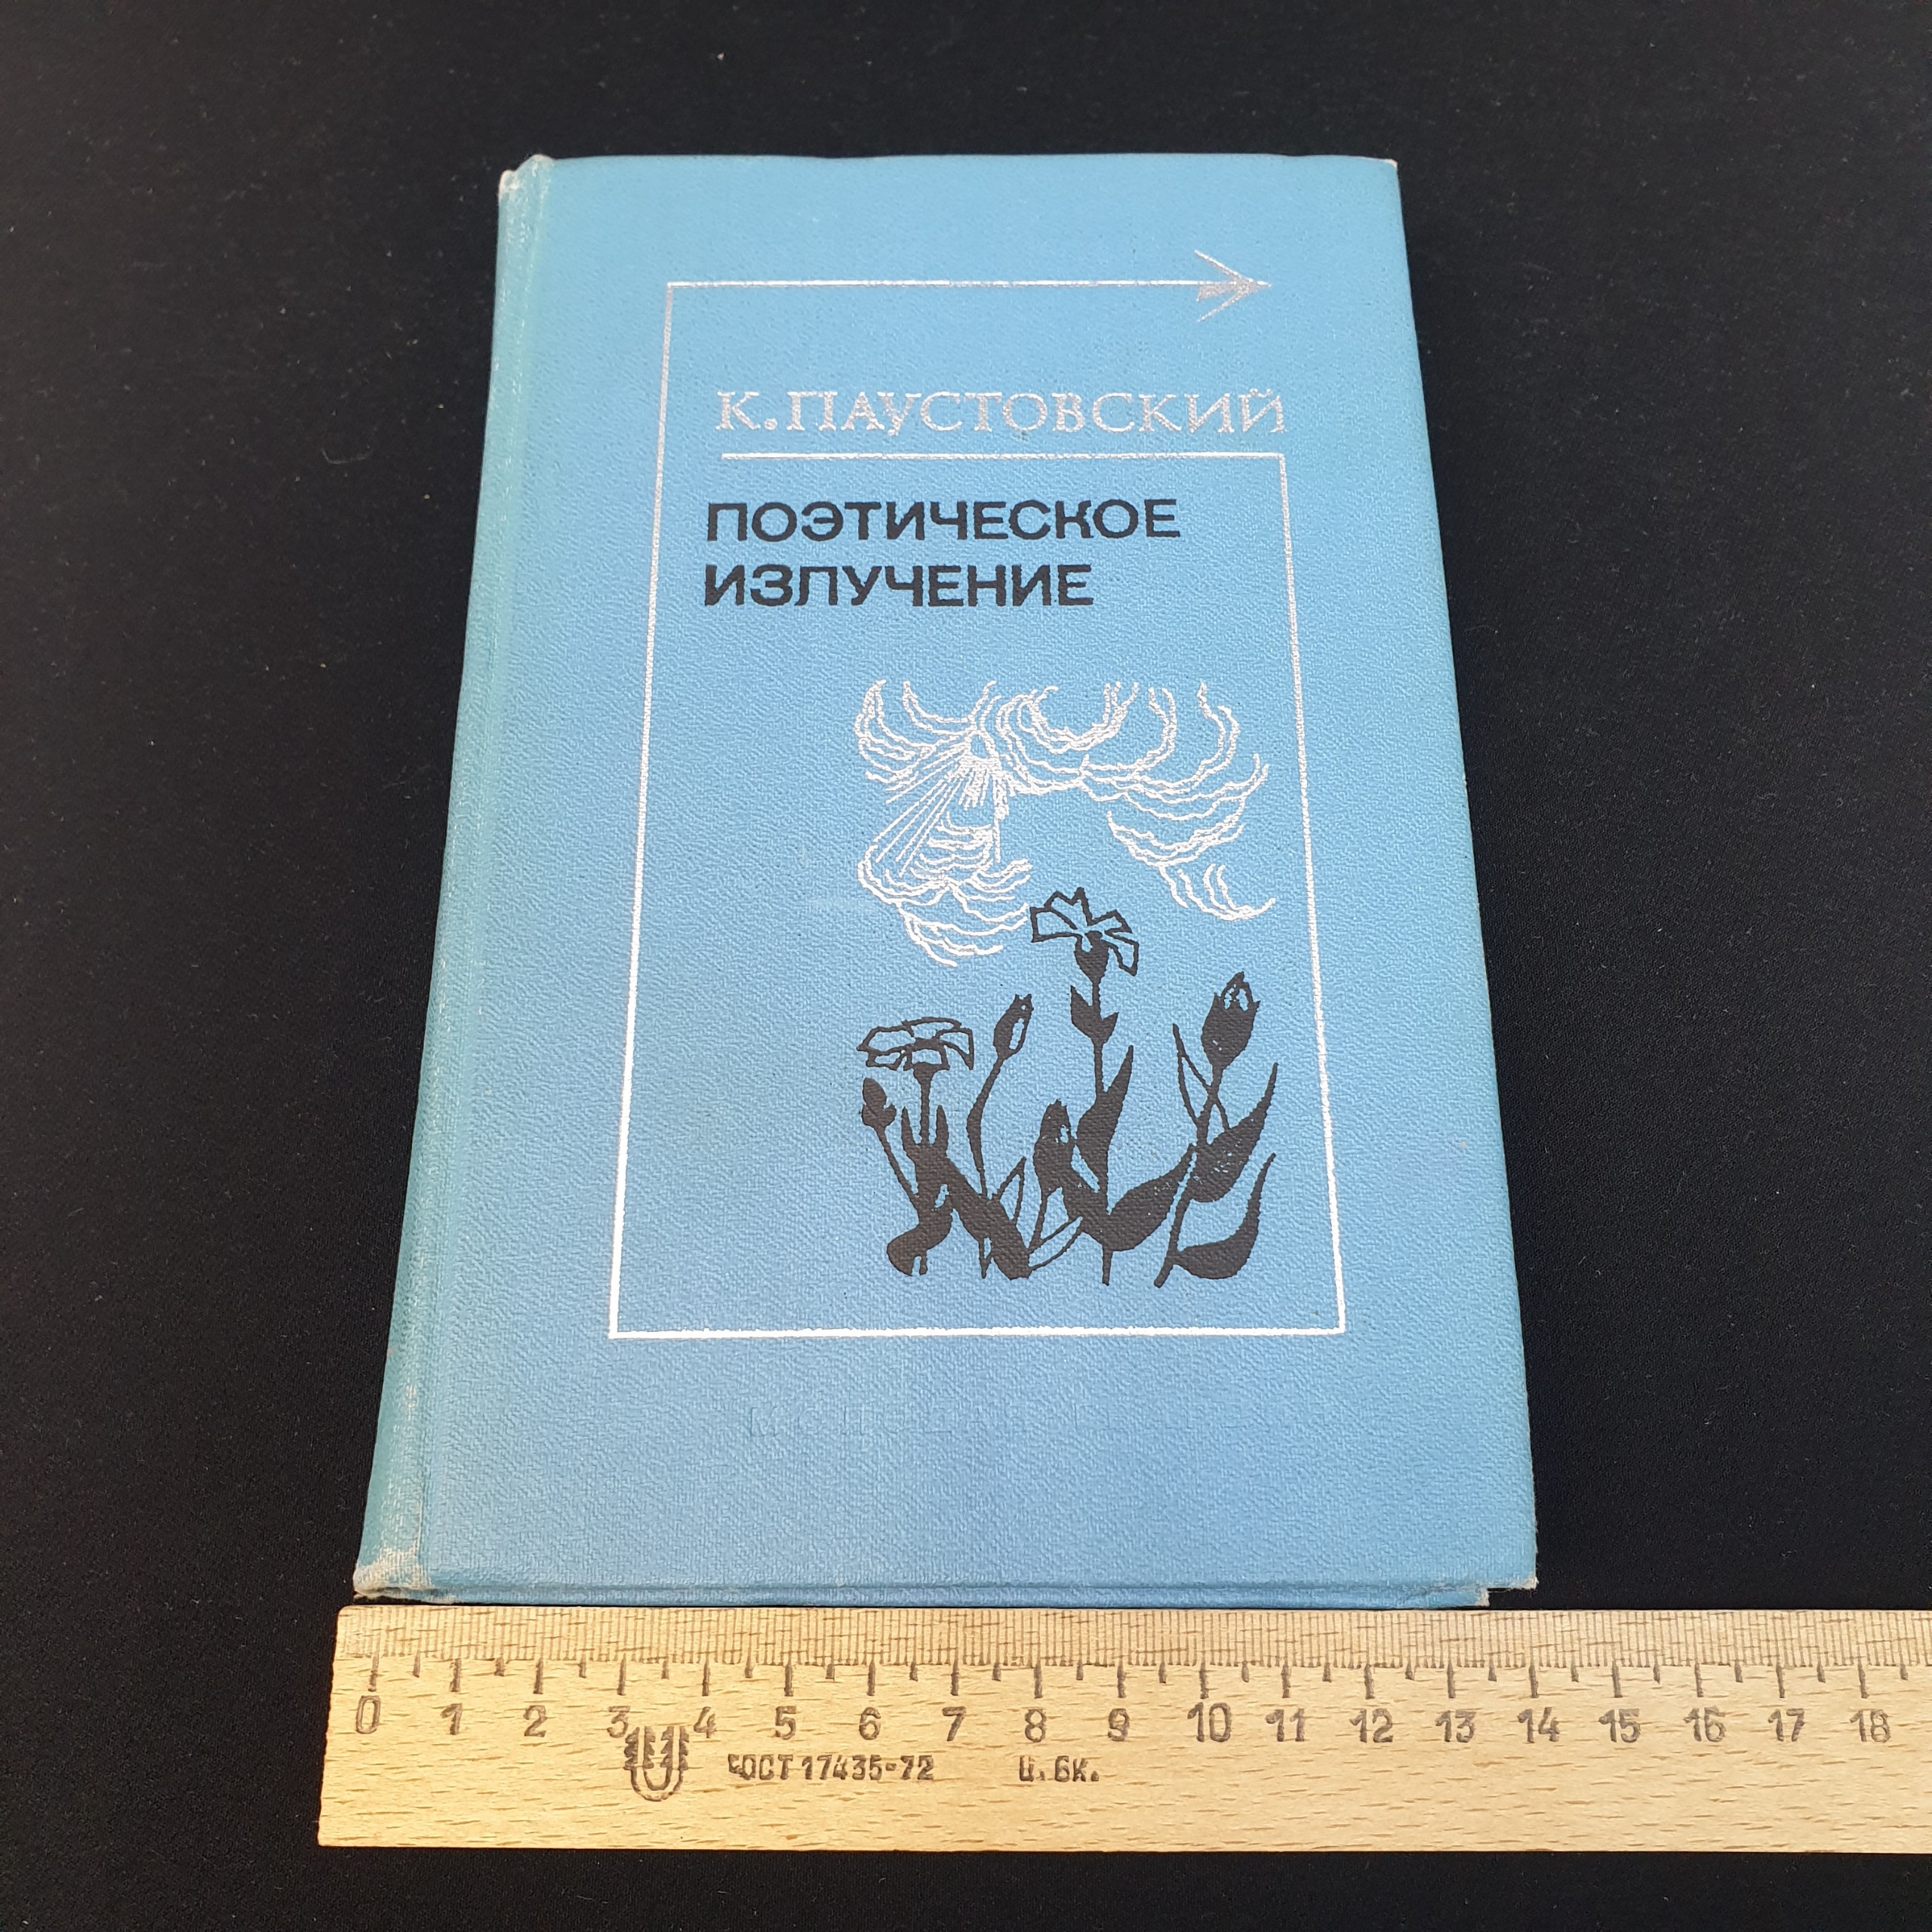 К. ПАУСТОВСКИЙ
ПОЭТИЧЕСКОЕ
ИЗЛУЧЕНИЕ
0 1 2 3 4 5 6 7 8 9 10 11 12 13 14 15 16 17 18
ГОСТ 17435-72 Ц. 6к.